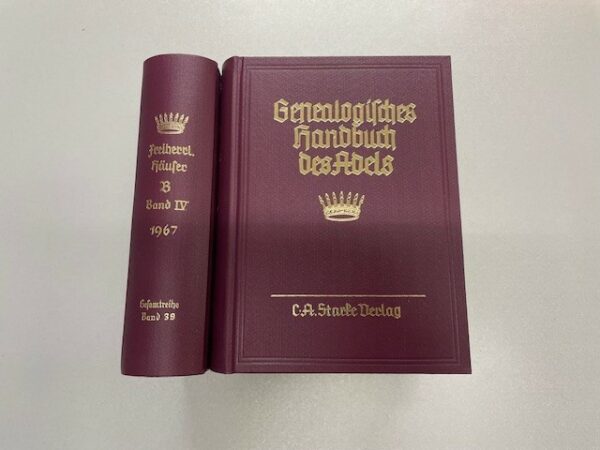 Freiherrl.
Häuser
B
Band IV
1967
Gesamtreihe
Band 39
Genealogisches
Handbuch
des Adels
C.A. Starke Verlag